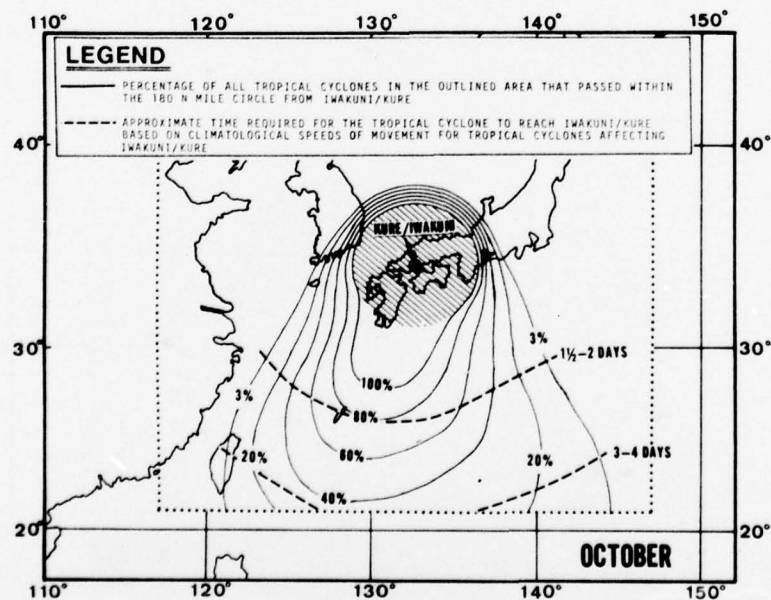 110° 120° 130° 140° 150°
LEGEND
PERCENTAGE OF ALL TROPICAL CYCLONES IN THE OUTLINED AREA THAT PASSED WITHIN
THE 180 N MILE CIRCLE FROM IWAKUNI/KURE
APPROXIMATE TIME REQUIRED FOR THE TROPICAL CYCLONE TO REACH IWAKUNI/KURE
BASED ON CLIMATOLOGICAL SPEEDS OF MOVEMENT FOR TROPICAL CYCLONES AFFECTING
IWAKUNI/KURE
40° 40°
KURE/IWAKUNI
3%
30° 1½-2 DAYS 30°
100%
3%
80%
60% 20% 20% 3-4 DAYS
40%
20° 20°
OCTOBER
110° 120° 130° 140° 150°